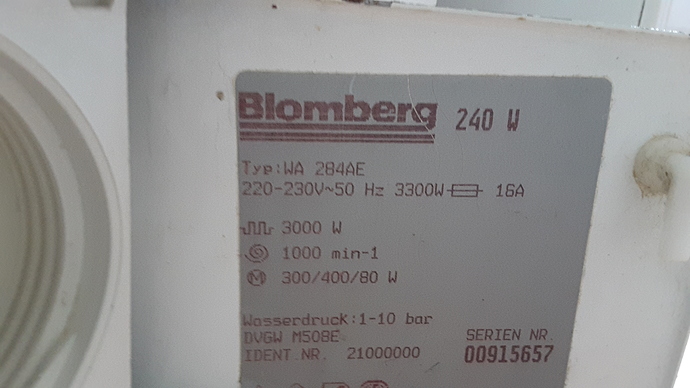 Blomberg 240 W
Typ:WA 284AE
220-230V~50 Hz 3300W 16A
3000 W
1000 min-1
M 300/400/80 W
Wasserdruck:1-10 bar
DVGW M508E SERIEN NR.
IDENT.NR. 21000000 00915657